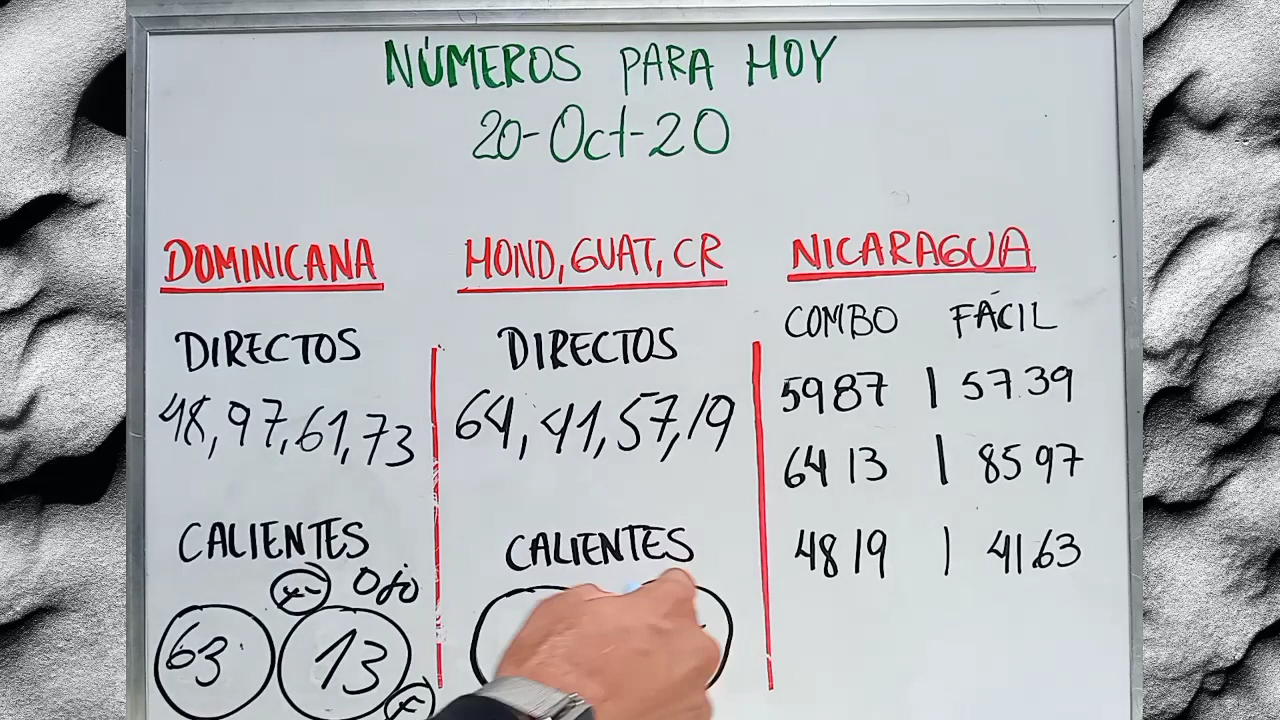 NÚMEROS PARA HOY
20-Oct-20
DOMINICANA
DIRECTOS
48, 97, 61, 73
CALIENTES
Ojo
63 13
HOND, GUAT, CR
DIRECTOS
64, 41, 57, 19
CALIENTES
NICARAGUA
COMBO FÁCIL
5987 | 5739
6413 | 8597
4819 | 4163